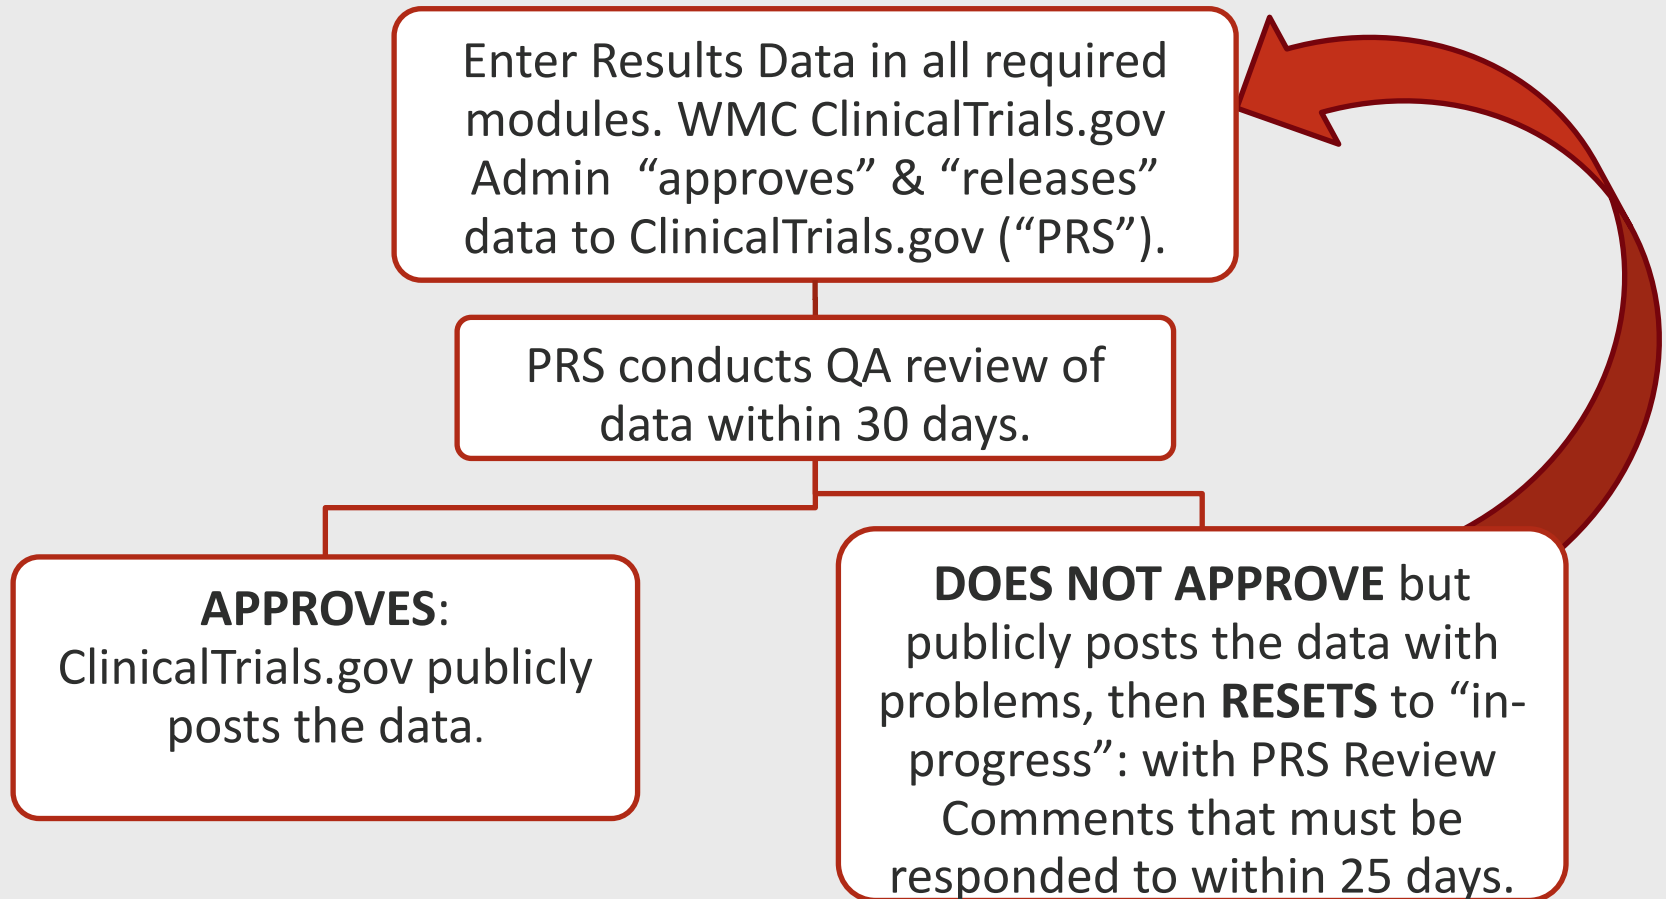 Enter Results Data in all required
modules. WMC ClinicalTrials.gov
Admin  “approves” & “releases”
data to ClinicalTrials.gov (“PRS”).
PRS conducts QA review of
data within 30 days.
APPROVES:
ClinicalTrials.gov publicly
posts the data.
DOES NOT APPROVE but
publicly posts the data with
problems, then RESETS to “in-
progress”: with PRS Review
Comments that must be
responded to within 25 days.